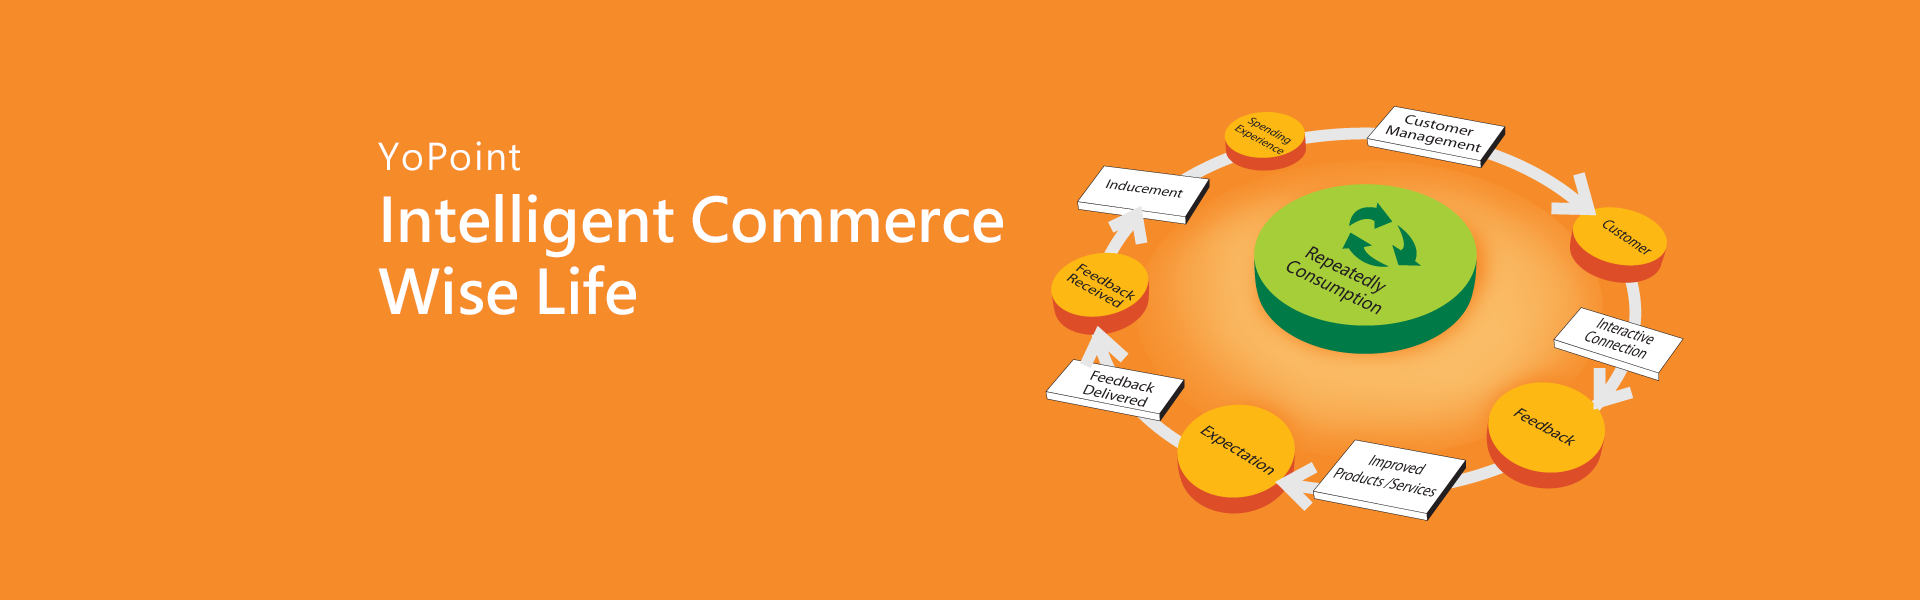 YoPoint
Intelligent Commerce
Wise Life
Spending
Experience
Customer
Management
Inducement
Customer
Repeatedly
Consumption
Feedback
Received
Interactive
Connection
Feedback
Delivered
Feedback
Expectation
Improved
Products /Services